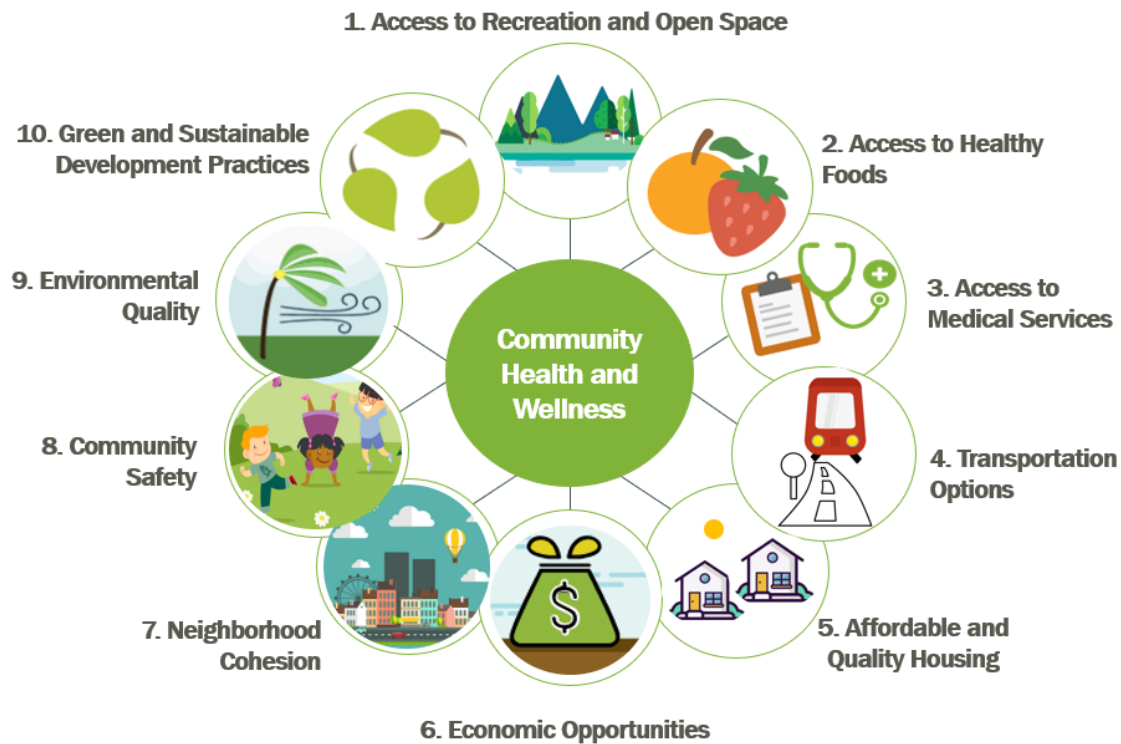 1. Access to Recreation and Open Space
2. Access to Healthy
Foods
3. Access to
Medical Services
4. Transportation
Options
5. Affordable and
Quality Housing
6. Economic Opportunities
7. Neighborhood
Cohesion
8. Community
Safety
9. Environmental
Quality
10. Green and Sustainable
Development Practices
Community
Health and
Wellness
$